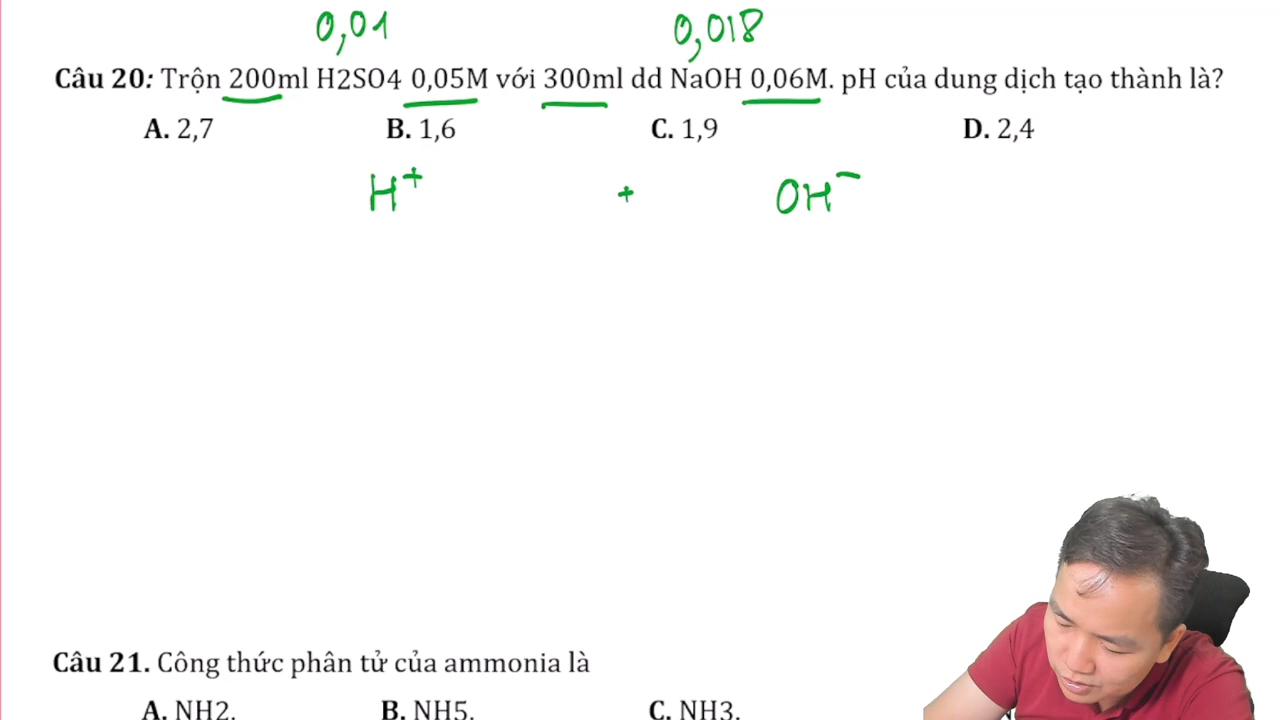 0,01 0,018
Câu 20: Trộn 200ml H2SO4 0,05M với 300ml dd NaOH 0,06M. pH của dung dịch tạo thành là?
A. 2,7 B. 1,6 C. 1,9 D. 2,4
H⁺ + OH⁻
Câu 21. Công thức phân tử của ammonia là
A. NH2. B. NH5. C. NH3.